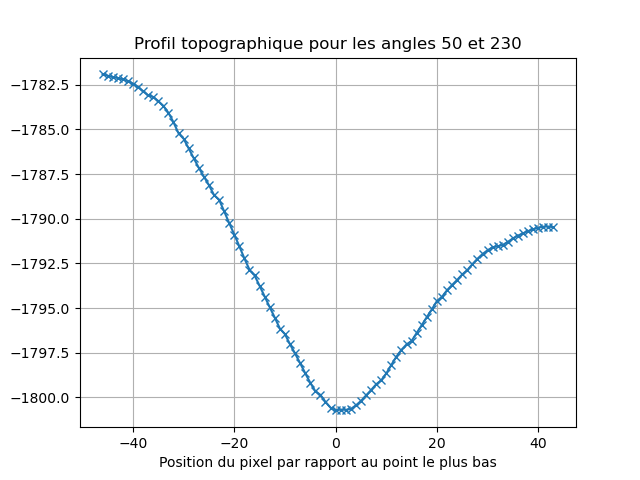 Profil topographique pour les angles 50 et 230
−1782.5
−1785.0
−1787.5
−1790.0
−1792.5
−1795.0
−1797.5
−1800.0
−40 −20 0 20 40
Position du pixel par rapport au point le plus bas